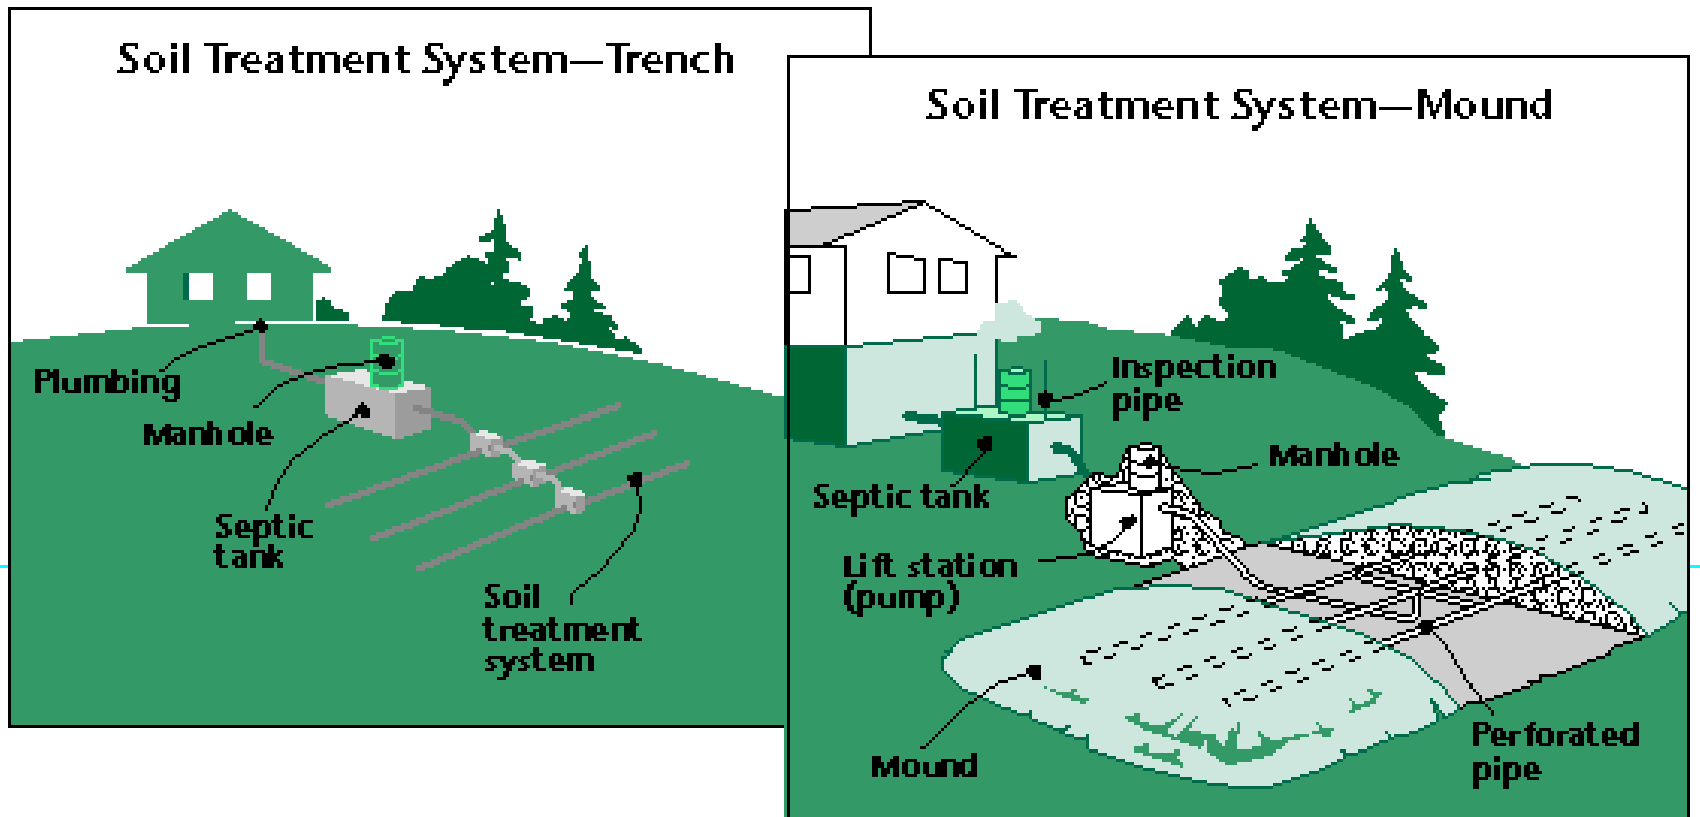 Soil Treatment System—Trench
Plumbing
Manhole
Septic
tank
Soil
treatment
system
Soil Treatment System—Mound
Inspection
pipe
Manhole
Septic tank
Lift station
(pump)
Mound
Perforated
pipe